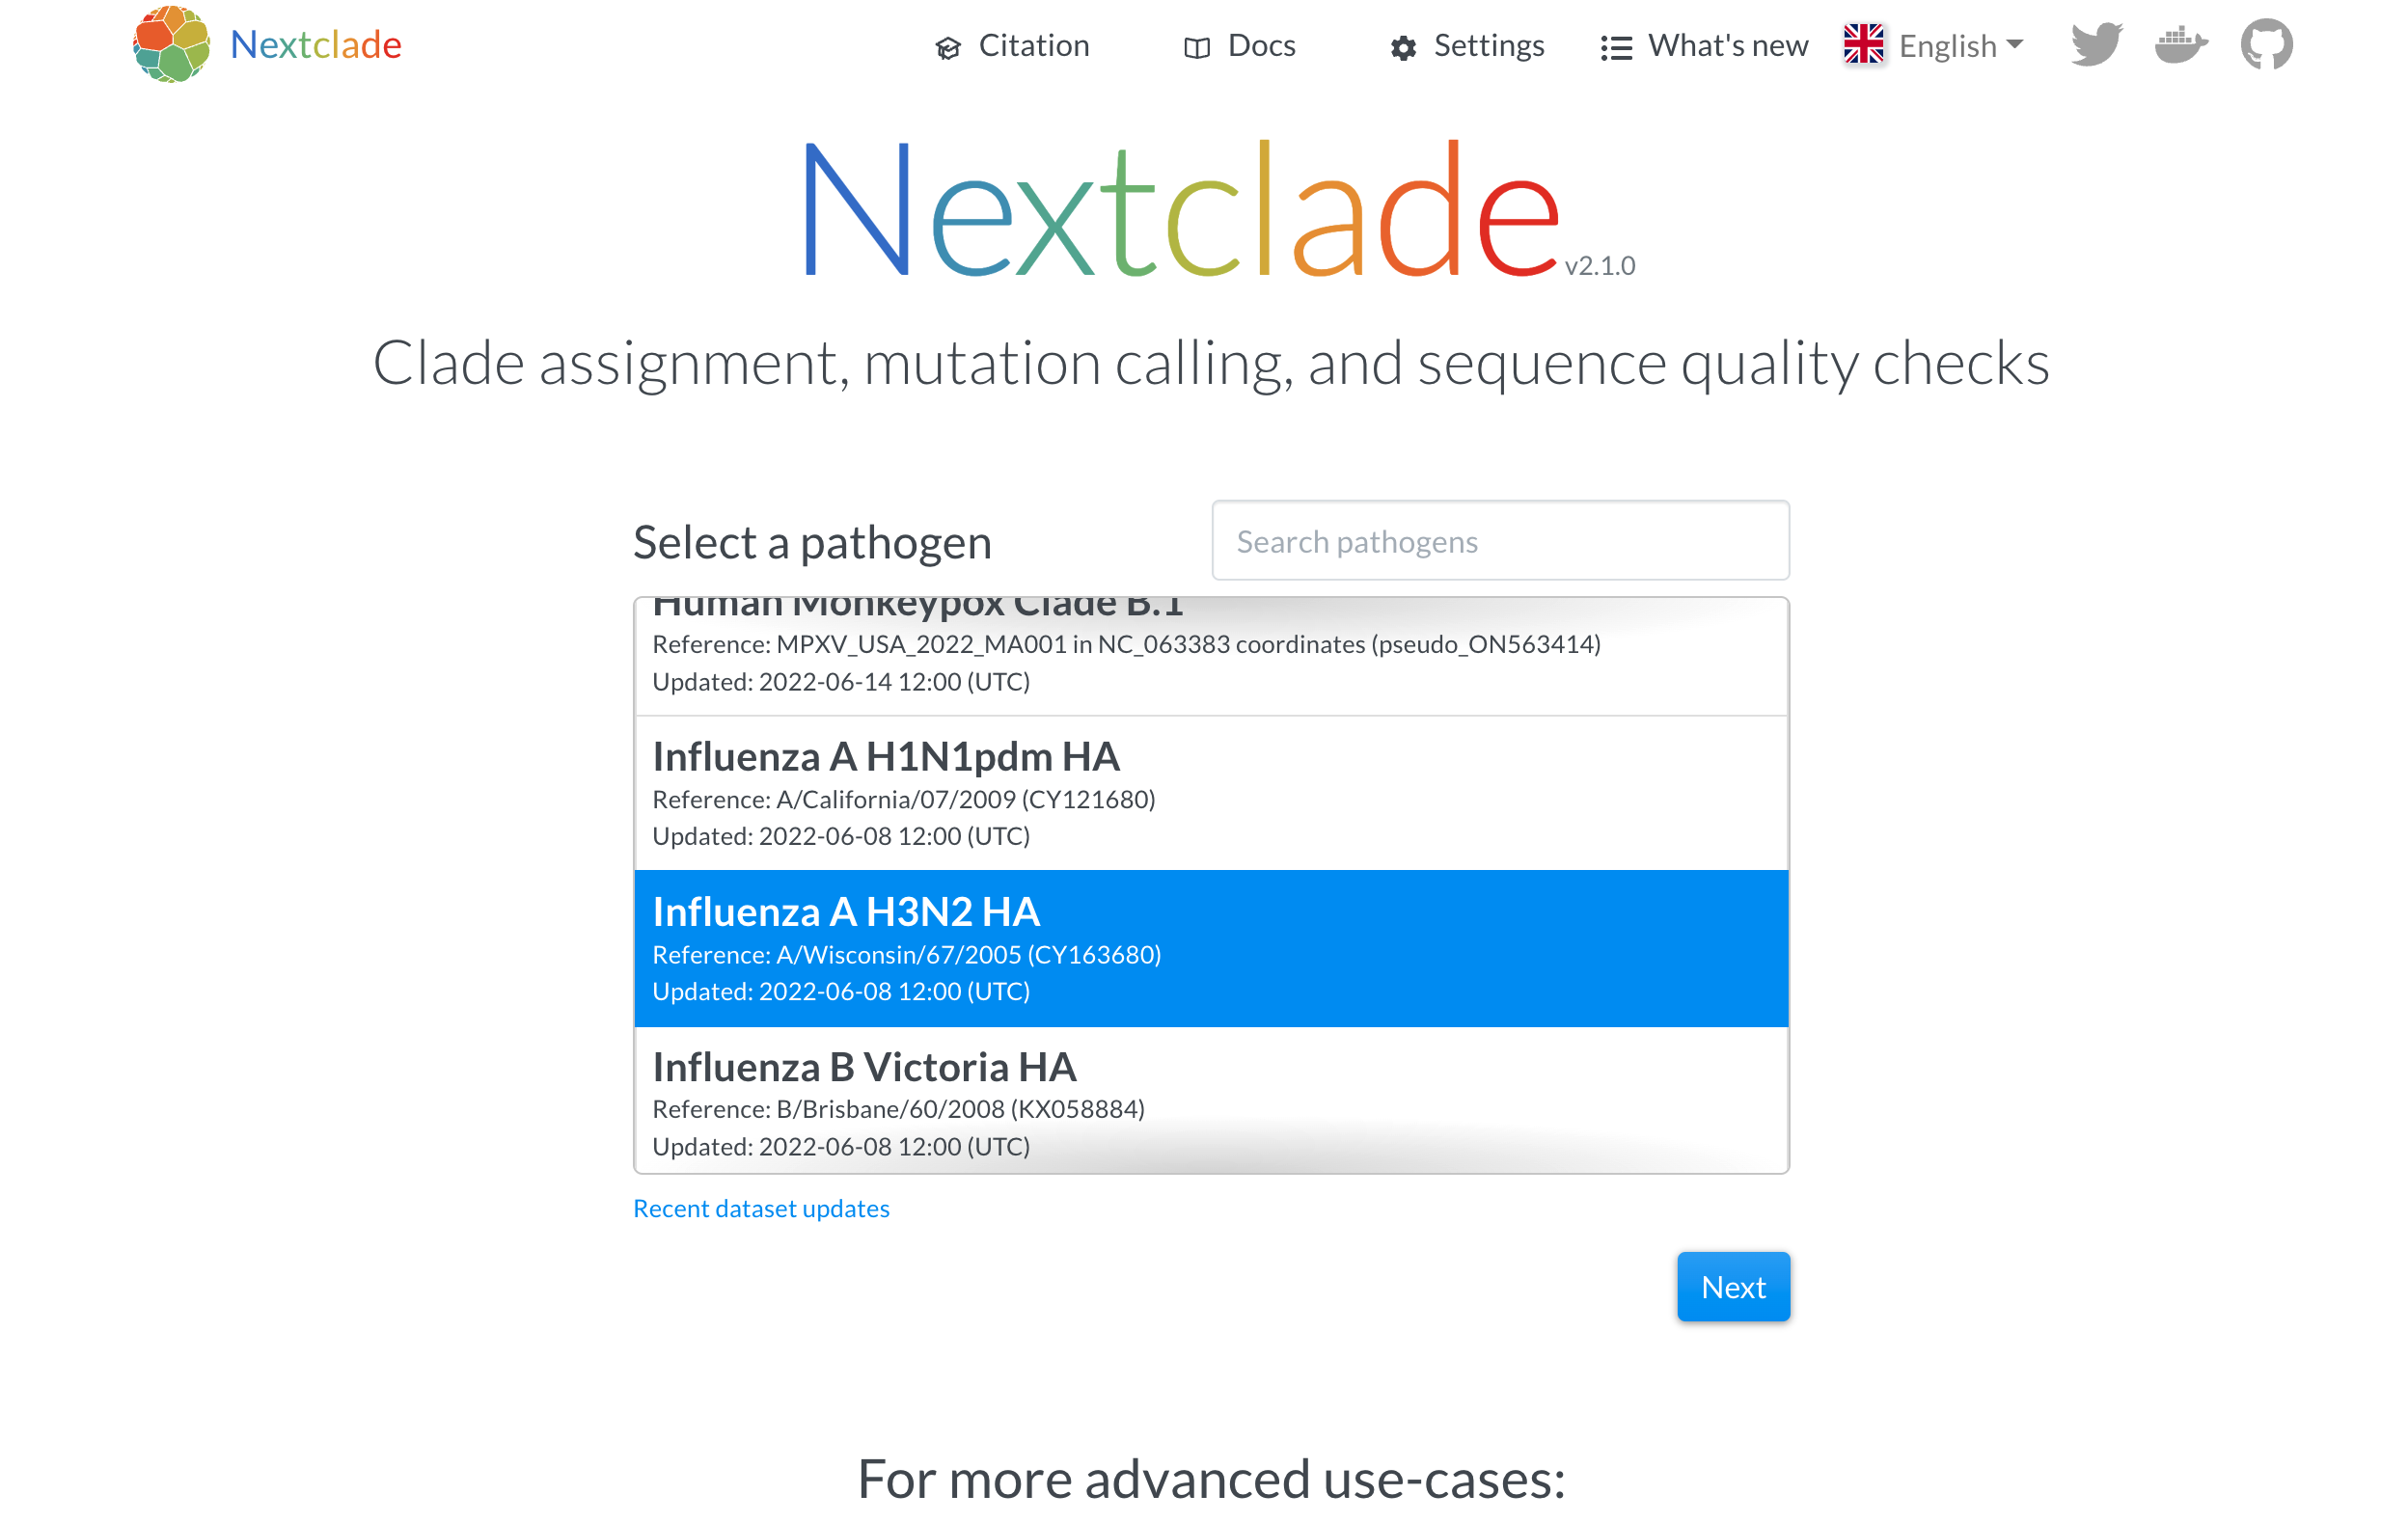 Nextclade
Citation
Docs
Settings
What's new
English
Nextclade v2.1.0
Clade assignment, mutation calling, and sequence quality checks
Select a pathogen
Search pathogens
Human Monkeypox Clade B.1
Reference: MPXV_USA_2022_MA001 in NC_063383 coordinates (pseudo_ON563414)
Updated: 2022-06-14 12:00 (UTC)
Influenza A H1N1pdm HA
Reference: A/California/07/2009 (CY121680)
Updated: 2022-06-08 12:00 (UTC)
Influenza A H3N2 HA
Reference: A/Wisconsin/67/2005 (CY163680)
Updated: 2022-06-08 12:00 (UTC)
Influenza B Victoria HA
Reference: B/Brisbane/60/2008 (KX058884)
Updated: 2022-06-08 12:00 (UTC)
Recent dataset updates
Next
For more advanced use-cases: